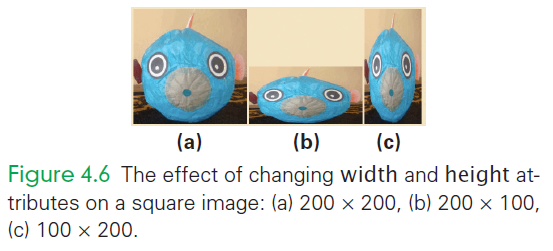 (a) (b) (c)
Figure 4.6 The effect of changing width and height at-
tributes on a square image: (a) 200 × 200, (b) 200 × 100,
(c) 100 × 200.